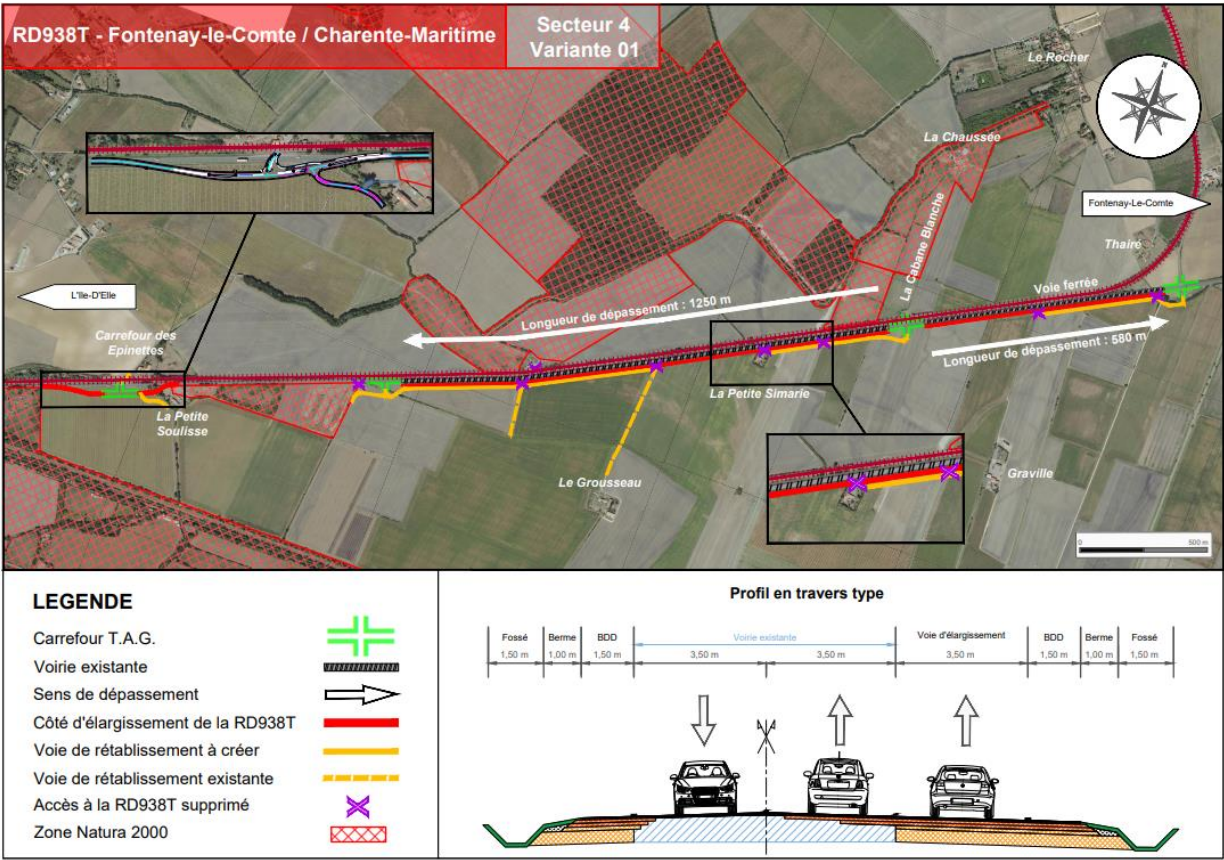 RD938T - Fontenay-le-Comte / Charente-Maritime
Secteur 4
Variante 01
Le Rocher
N
La Chaussée
Fontenay-Le-Comte
La Cabane Blanche
Thairé
L'Ile-D'Elle
Voie ferrée
Longueur de dépassement : 1250 m
Carrefour des
Epinettes
Longueur de dépassement : 580 m
La Petite Simarie
La Petite
Soulisse
Le Grousseau
Graville
0
500 m
LEGENDE
Carrefour T.A.G.
Voirie existante
Sens de dépassement
Côté d'élargissement de la RD938T
Voie de rétablissement à créer
Voie de rétablissement existante
Accès à la RD938T supprimé
Zone Natura 2000
Profil en travers type
Fossé Berme BDD Voirie existante Voie d'élargissement BDD Berme Fossé
1,50 m 1,00 m 1,50 m 3,50 m 3,50 m 3,50 m 1,50 m 1,00 m 1,50 m